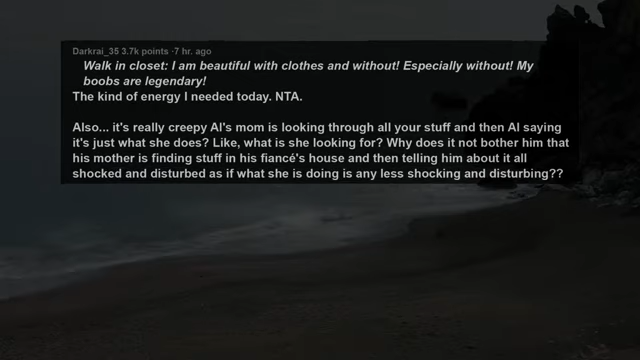 Darkrai_35 3.7k points ·7 hr. ago
Walk in closet: I am beautiful with clothes and without! Especially without! My
boobs are legendary!
The kind of energy I needed today. NTA.
Also... it's really creepy Al's mom is looking through all your stuff and then Al saying
it's just what she does? Like, what is she looking for? Why does it not bother him that
his mother is finding stuff in his fiancé's house and then telling him about it all
shocked and disturbed as if what she is doing is any less shocking and disturbing??